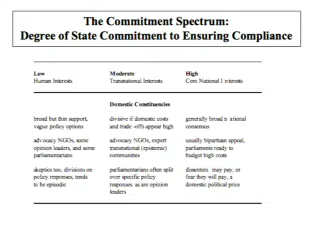 The Commitment Spectrum:
Degree of State Commitment to Ensuring Compliance
Low Moderate High
Human Interests Transnational Interests Core National Interests
Domestic Constituencies
broad but thin support, divisive if domestic costs generally broad national
vague policy options and trade-offs appear high consensus
advocacy NGOs, some advocacy NGOs, expert usually bipartisan appeal,
opinion leaders, and some transnational (epistemic) parliaments ready to
parliamentarians communities budget high costs
skeptics too, divisions on parliamentarians often split dissenters may pay, or
policy responses, tends over specific policy fear they will pay, a
to be episodic responses as are opinion domestic political price
leaders